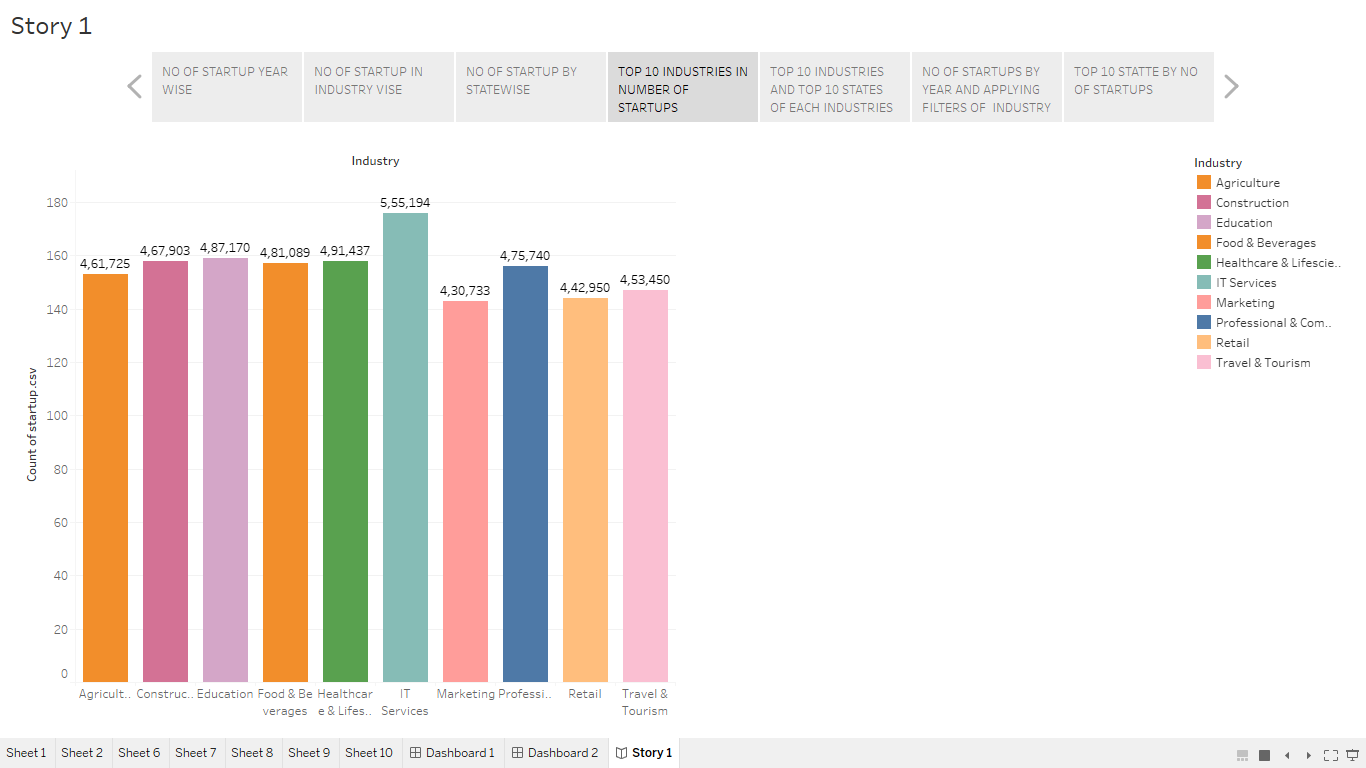 Story 1
NO OF STARTUP YEAR
WISE
NO OF STARTUP IN
INDUSTRY VISE
NO OF STARTUP BY
STATEWISE
TOP 10 INDUSTRIES IN
NUMBER OF
STARTUPS
TOP 10 INDUSTRIES
AND TOP 10 STATES
OF EACH INDUSTRIES
NO OF STARTUPS BY
YEAR AND APPLYING
FILTERS OF  INDUSTRY
TOP 10 STATTE BY NO
OF STARTUPS
Industry
Count of startup.csv
180
160
140
120
100
80
60
40
20
0
4,61,725
4,67,903
4,87,170
4,81,089
4,91,437
5,55,194
4,30,733
4,75,740
4,42,950
4,53,450
Agricult..
Construc..
Education
Food & Be
verages
Healthcar
e & Lifes..
IT
Services
Marketing
Professi..
Retail
Travel &
Tourism
Industry
Agriculture
Construction
Education
Food & Beverages
Healthcare & Lifescie..
IT Services
Marketing
Professional & Com..
Retail
Travel & Tourism
Sheet 1
Sheet 2
Sheet 6
Sheet 7
Sheet 8
Sheet 9
Sheet 10
Dashboard 1
Dashboard 2
Story 1